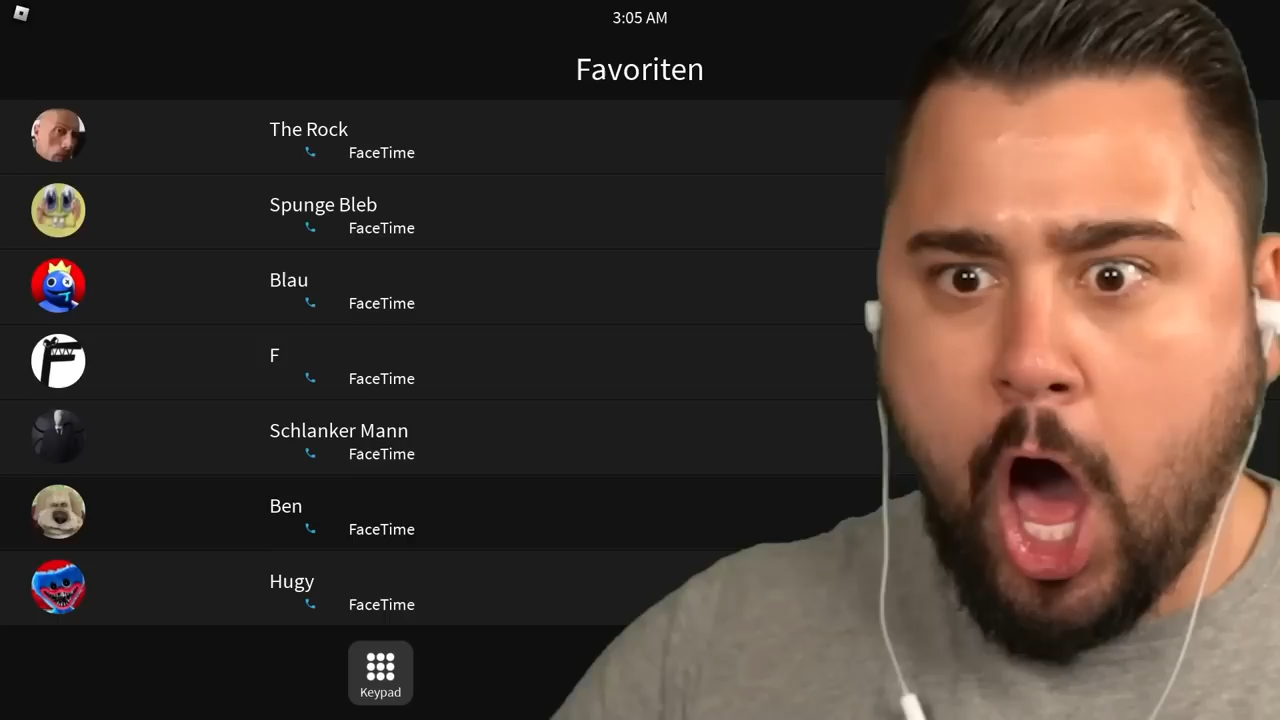 3:05 AM
Favoriten
The Rock
FaceTime
Spunge Bleb
FaceTime
Blau
FaceTime
F
FaceTime
Schlanker Mann
FaceTime
Ben
FaceTime
Hugy
FaceTime
Keypad